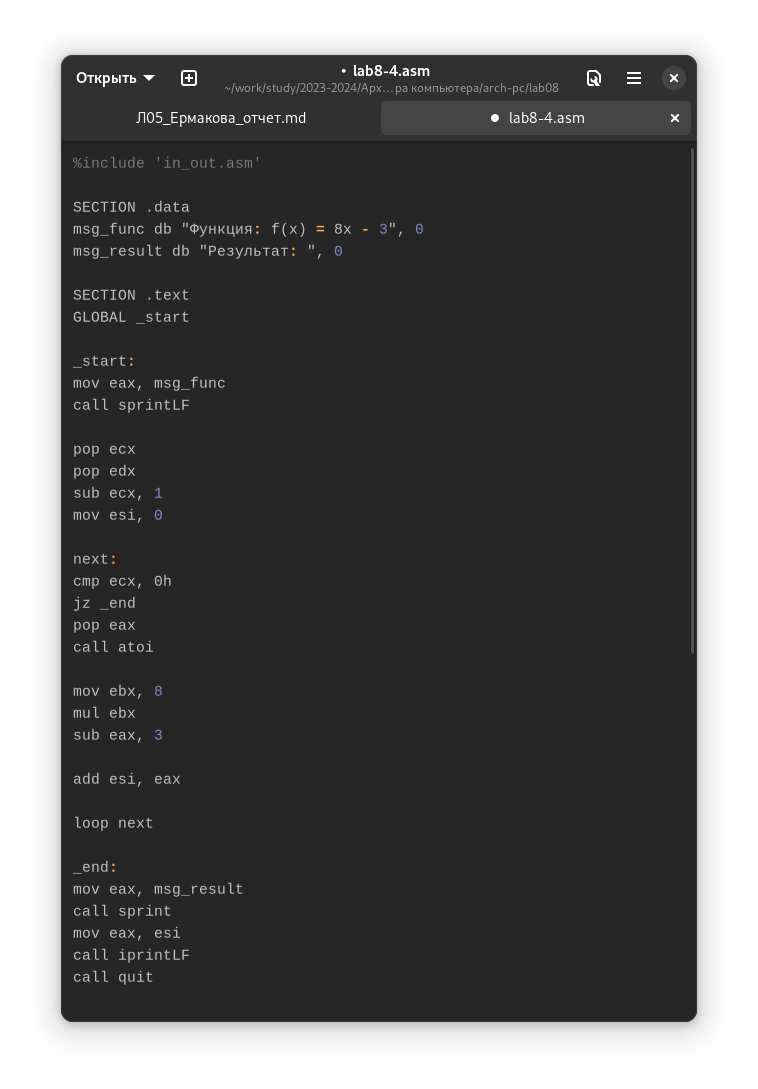 Открыть
• lab8-4.asm
~/work/study/2023-2024/Арх…ра компьютера/arch-pc/lab08
Л05_Ермакова_отчет.md
● lab8-4.asm
%include 'in_out.asm'
SECTION .data
msg_func db "Функция: f(x) = 8x - 3", 0
msg_result db "Результат: ", 0
SECTION .text
GLOBAL _start
_start:
mov eax, msg_func
call sprintLF
pop ecx
pop edx
sub ecx, 1
mov esi, 0
next:
cmp ecx, 0h
jz _end
pop eax
call atoi
mov ebx, 8
mul ebx
sub eax, 3
add esi, eax
loop next
_end:
mov eax, msg_result
call sprint
mov eax, esi
call iprintLF
call quit